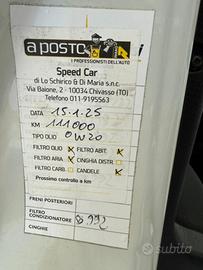 a posto
I PROFESSIONISTI DELL'AUTO
Speed Car
di Lo Schirico & Di Maria s.n.c.
Via Baione, 2 - 10034 Chivasso (TO)
Telefono 011-9195563
DATA 15.1.25
KM 111000
TIPO OLIO 0W20
FILTRO OLIO FILTRO ABIT.
FILTRO ARIA CINGHIA DISTR.
FILTRO CARB. CANDELE
Prossimo controllo a km
FRENI POSTERIORI
FILTRO
CONDIZIONATORE
CINGHIE
subito